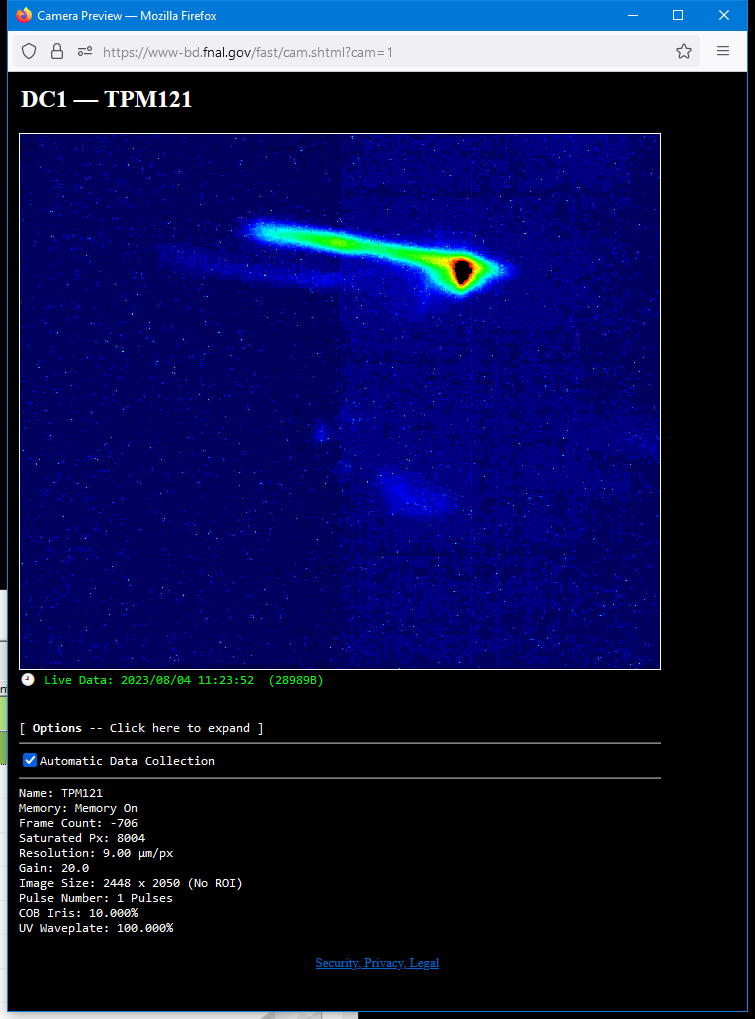 Camera Preview — Mozilla Firefox
https://www-bd.fnal.gov/fast/cam.shtml?cam=1
DC1 — TPM121
Live Data: 2023/08/04 11:23:52 (28989B)
[ Options -- Click here to expand ]
Automatic Data Collection
Name: TPM121
Memory: Memory On
Frame Count: -706
Saturated Px: 8004
Resolution: 9.00 µm/px
Gain: 20.0
Image Size: 2448 x 2050 (No ROI)
Pulse Number: 1 Pulses
COB Iris: 10.000%
UV Waveplate: 100.000%
Security, Privacy, Legal